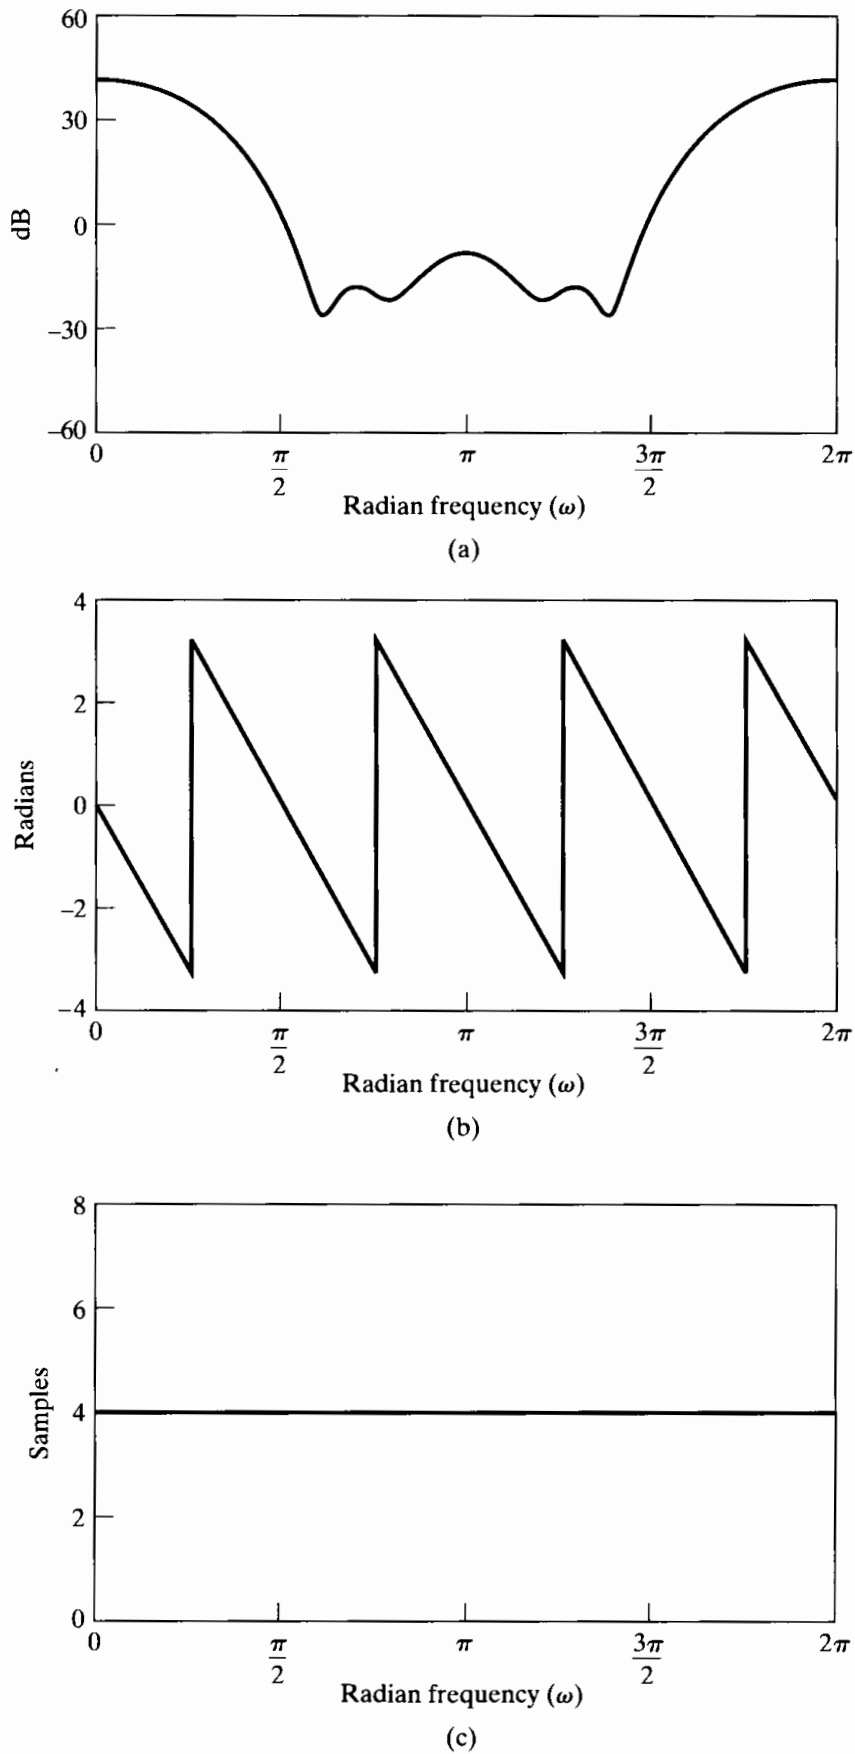 60
30
dB
0
–30
–60
0 π/2 π 3π/2 2π
Radian frequency (ω)
(a)
4
2
Radians
0
–2
–4
0 π/2 π 3π/2 2π
Radian frequency (ω)
(b)
8
6
Samples
4
2
0
0 π/2 π 3π/2 2π
Radian frequency (ω)
(c)